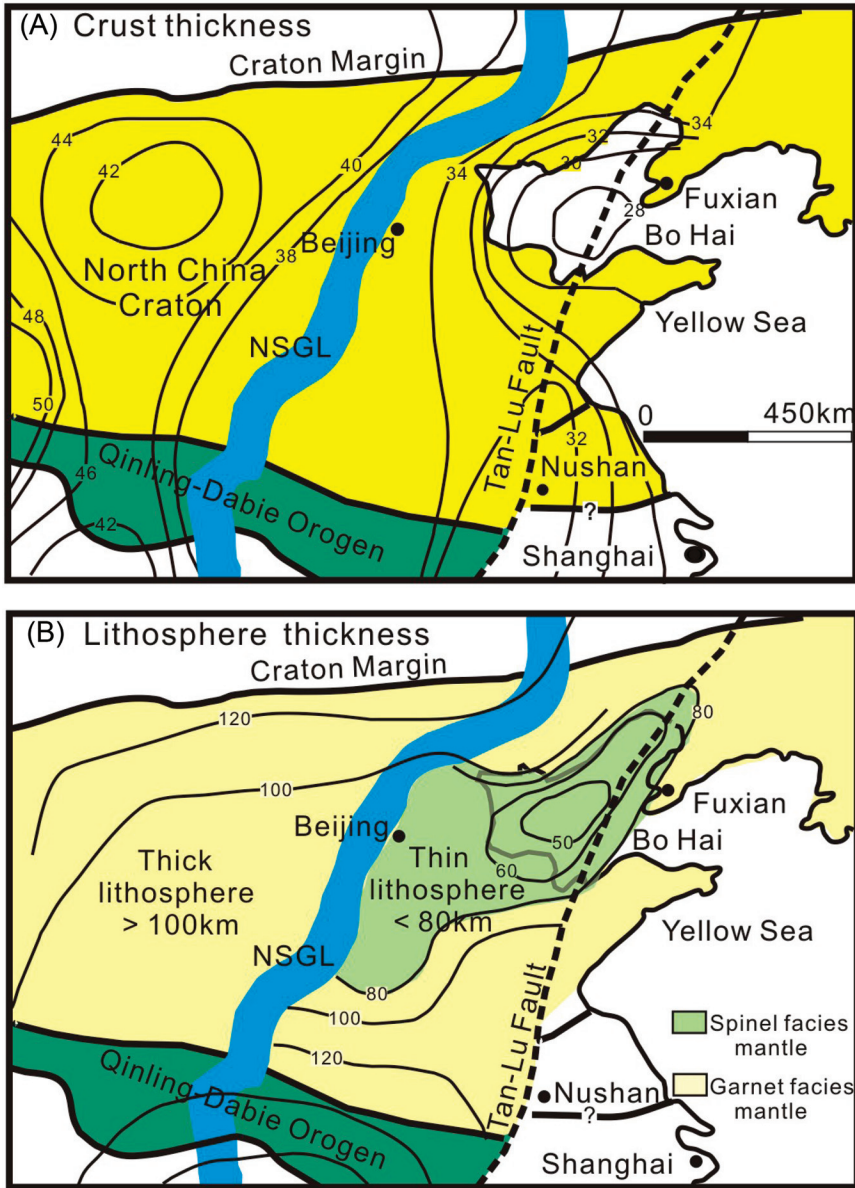 (A) Crust thickness
Craton Margin
44
42
40
34
32
30
34
Fuxian
28
Bo Hai
Beijing
38
North China
Craton
48
Yellow Sea
NSGL
50
Tan-Lu Fault
0 450km
32
46
Qinling-Dabie Orogen
Nushan
42
?
Shanghai
(B) Lithosphere thickness
Craton Margin
120
80
100
Fuxian
Beijing
50
Bo Hai
Thick
lithosphere
> 100km
Thin
lithosphere
< 80km
60
Yellow Sea
NSGL
80
100
120
Tan-Lu Fault
Spinel facies
mantle
Garnet facies
mantle
Qinling-Dabie Orogen
Nushan
?
Shanghai